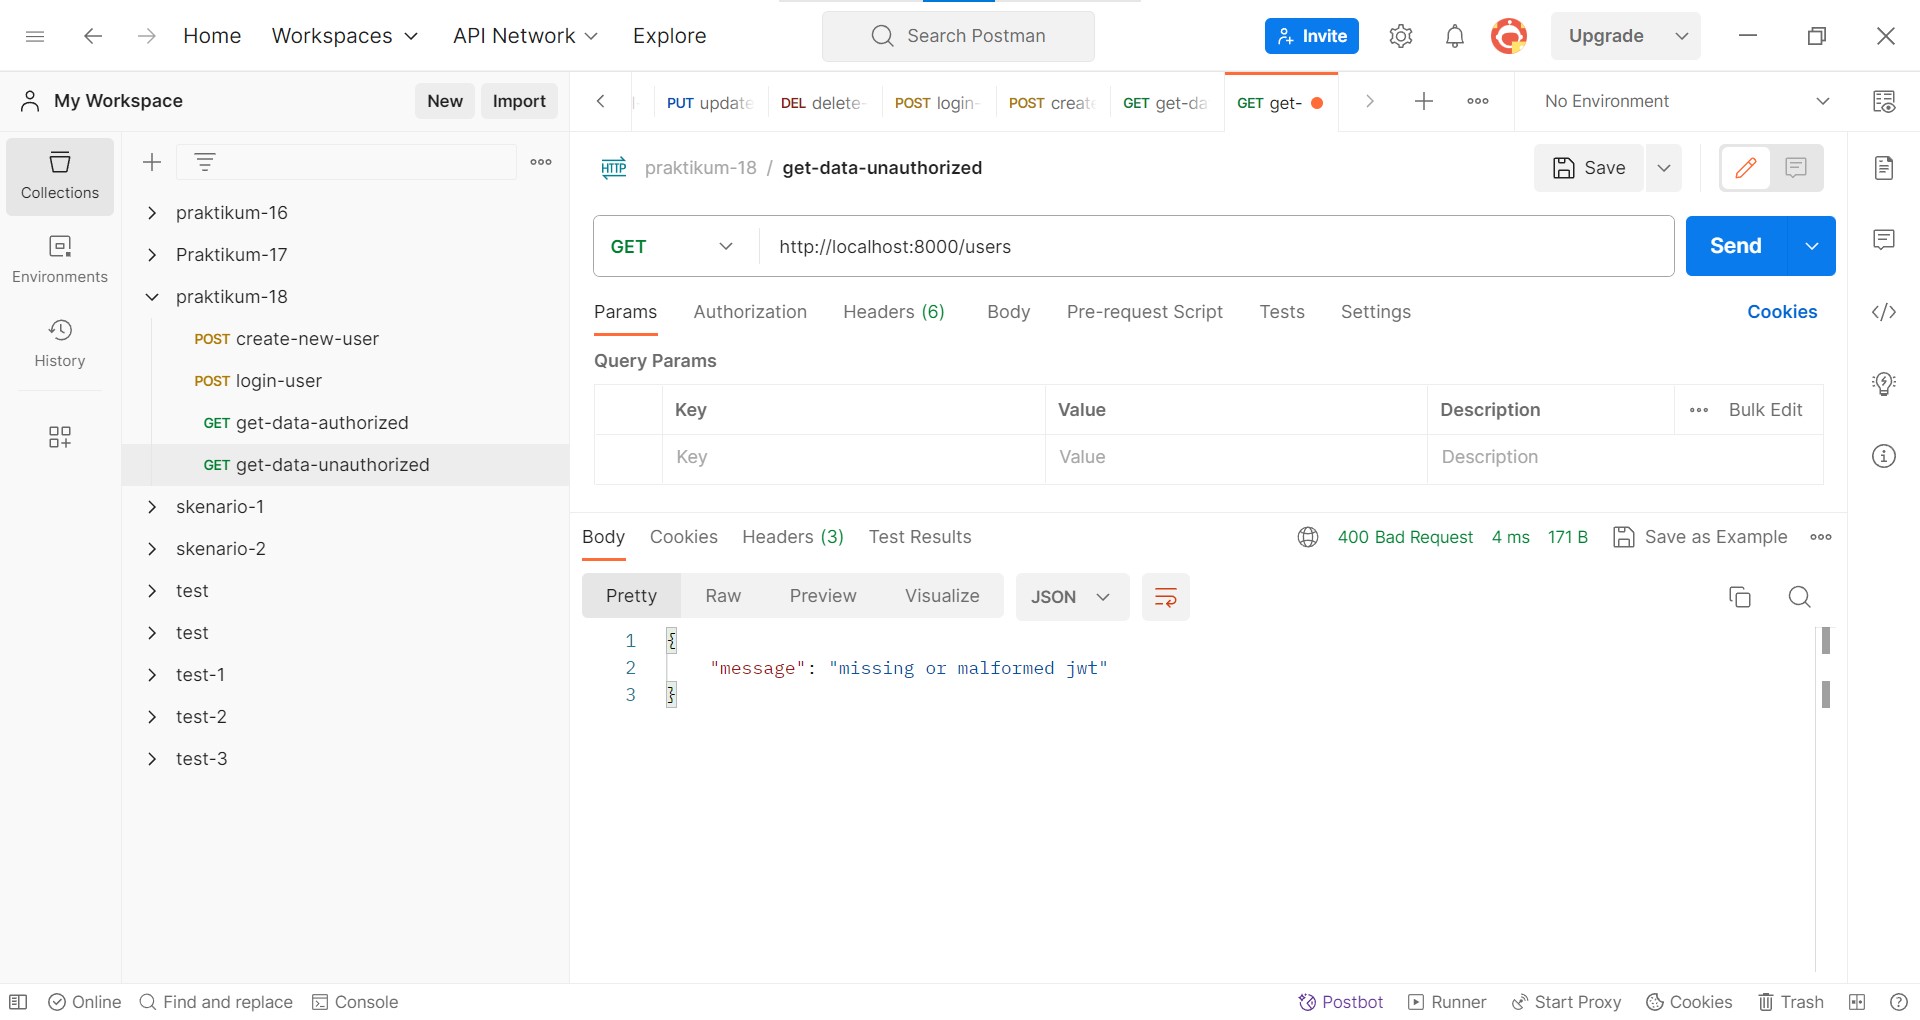 Home Workspaces API Network Explore Search Postman Invite Upgrade
My Workspace New Import
PUT update DEL delete- POST login- POST create GET get-da GET get- No Environment
Collections
Environments
History
praktikum-16
Praktikum-17
praktikum-18
POST create-new-user
POST login-user
GET get-data-authorized
GET get-data-unauthorized
skenario-1
skenario-2
test
test
test-1
test-2
test-3
HTTP praktikum-18 / get-data-unauthorized Save
GET http://localhost:8000/users Send
Params Authorization Headers (6) Body Pre-request Script Tests Settings Cookies
Query Params
Key Value Description Bulk Edit
Key Value Description
Body Cookies Headers (3) Test Results 400 Bad Request 4 ms 171 B Save as Example
Pretty Raw Preview Visualize JSON
1 {
2 "message": "missing or malformed jwt"
3 }
Online Find and replace Console Postbot Runner Start Proxy Cookies Trash